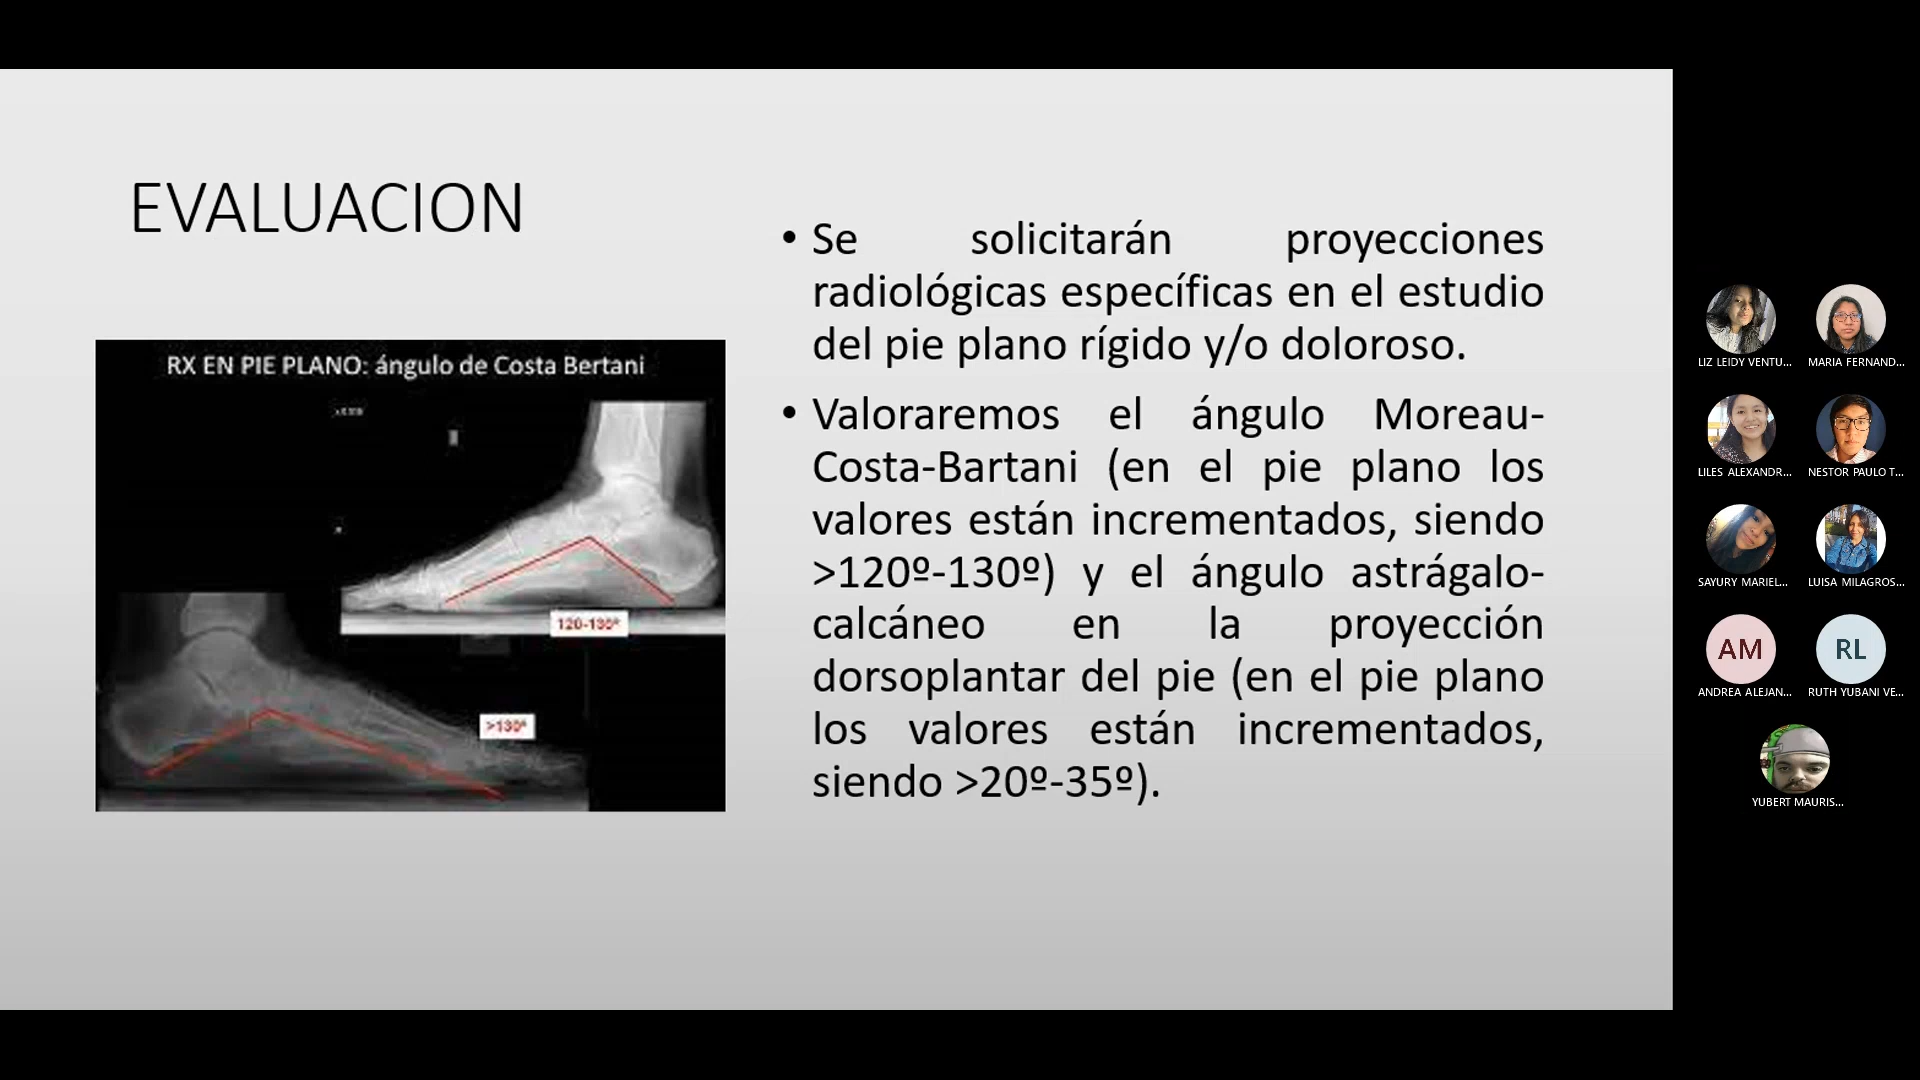 EVALUACION
RX EN PIE PLANO: ángulo de Costa Bertani
120-130º
>130º
• Se solicitarán proyecciones
radiológicas específicas en el estudio
del pie plano rígido y/o doloroso.
• Valoraremos el ángulo Moreau-
Costa-Bartani (en el pie plano los
valores están incrementados, siendo
>120º-130º) y el ángulo astrágalo-
calcáneo en la proyección
dorsoplantar del pie (en el pie plano
los valores están incrementados,
siendo >20º-35º).
LIZ LEIDY VENTU...
MARIA FERNAND...
LILES ALEXANDR...
NESTOR PAULO T...
SAYURY MARIEL...
LUISA MILAGROS...
AM
RL
ANDREA ALEJAN...
RUTH YUBANI VE...
YUBERT MAURIS...